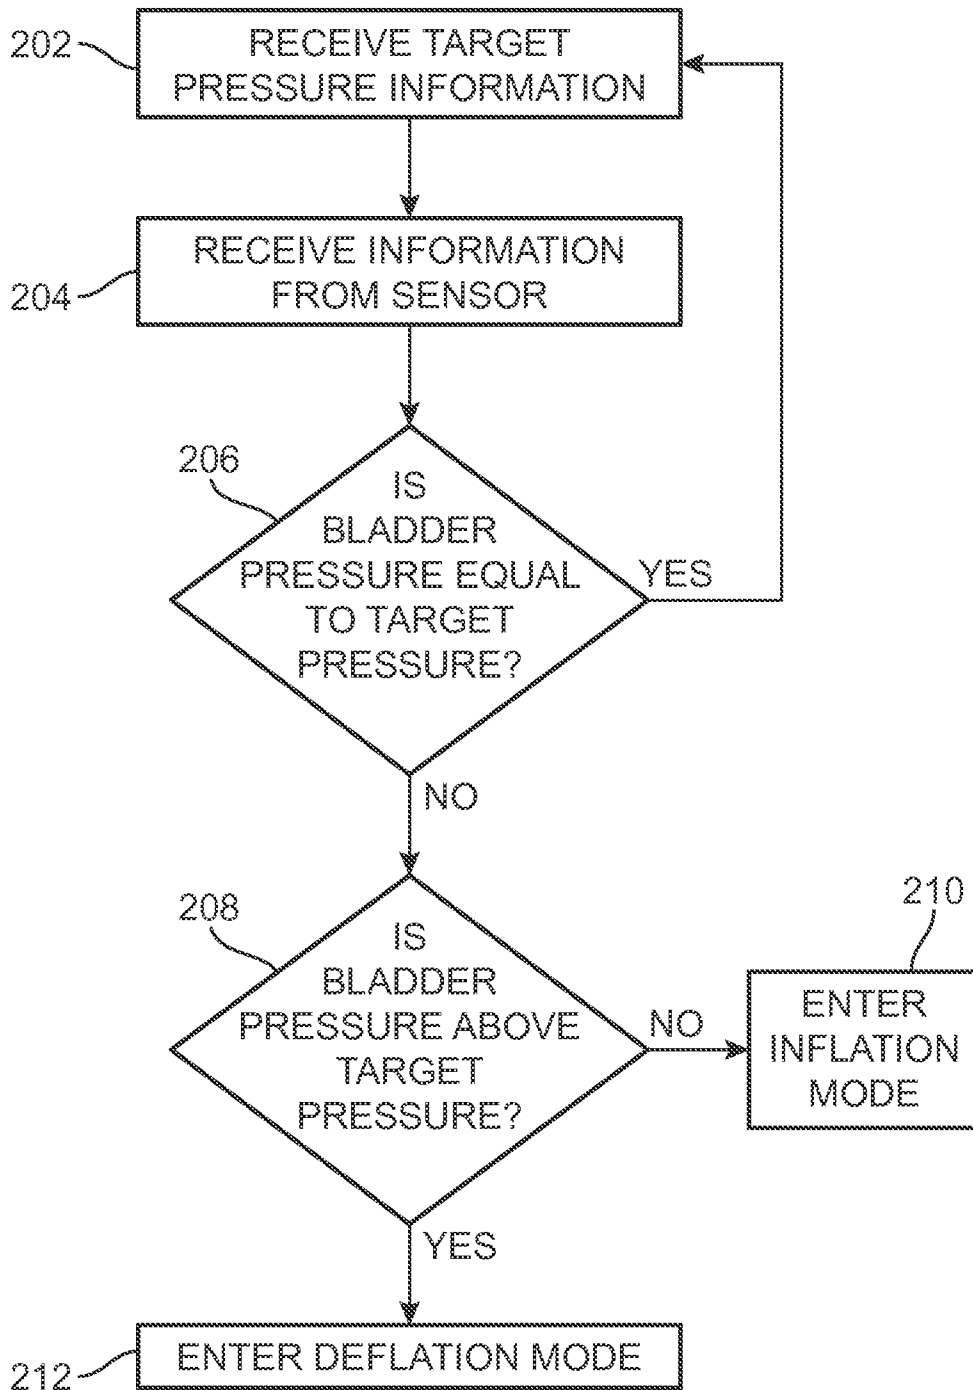 202
RECEIVE TARGET
PRESSURE INFORMATION
204
RECEIVE INFORMATION
FROM SENSOR
206
IS
BLADDER
PRESSURE EQUAL
TO TARGET
PRESSURE?
YES
NO
208
IS
BLADDER
PRESSURE ABOVE
TARGET
PRESSURE?
NO
210
ENTER
INFLATION
MODE
YES
212
ENTER DEFLATION MODE